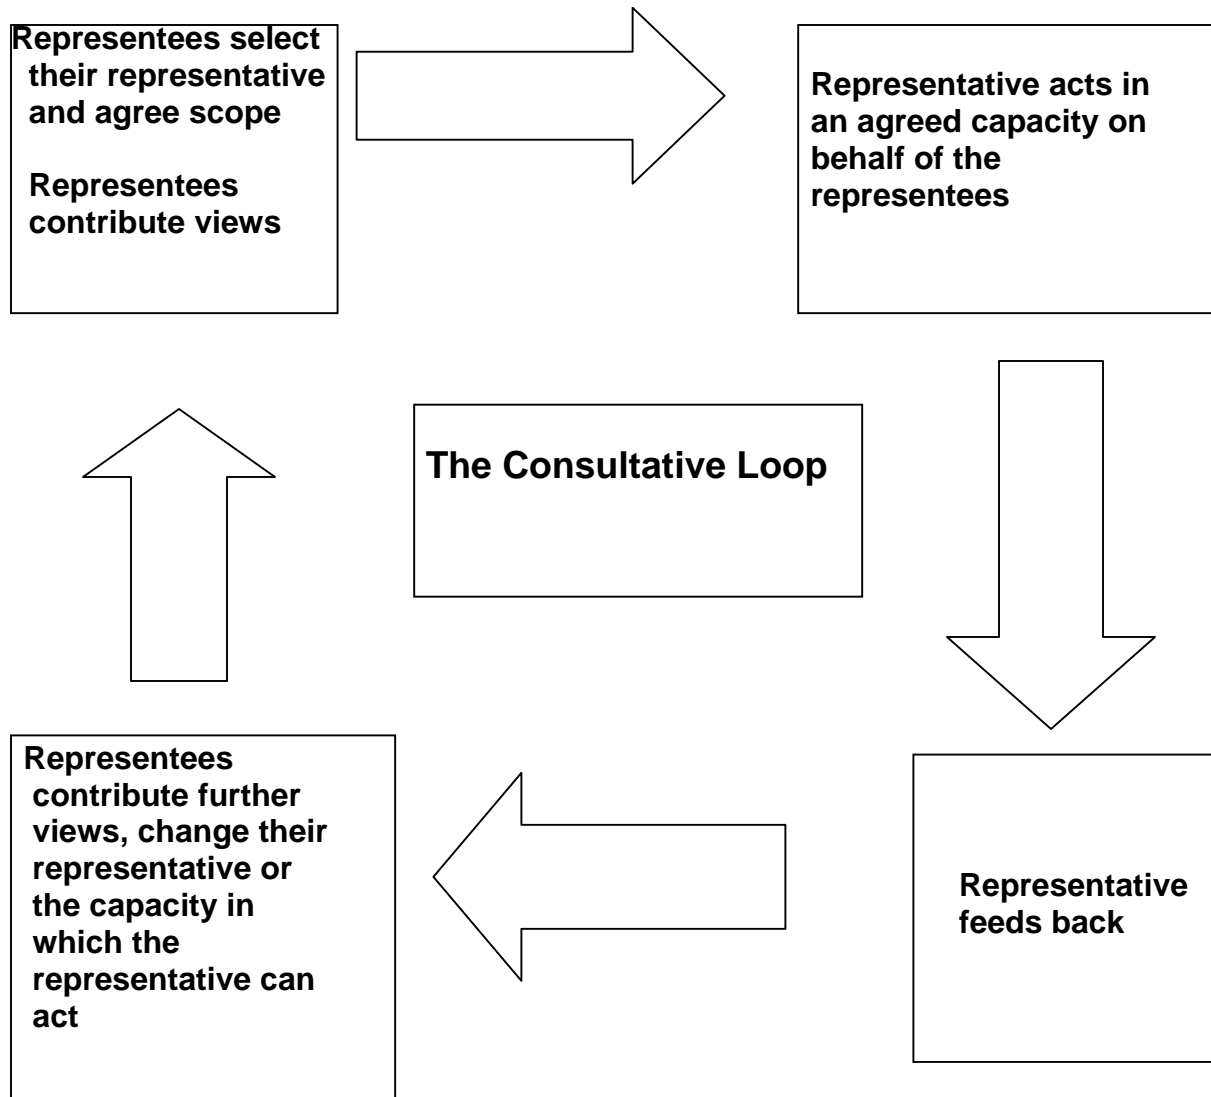 Representees select
their representative
and agree scope
Representees
contribute views
Representative acts in
an agreed capacity on
behalf of the
representees
The Consultative Loop
Representees
contribute further
views, change their
representative or
the capacity in
which the
representative can
act
Representative
feeds back